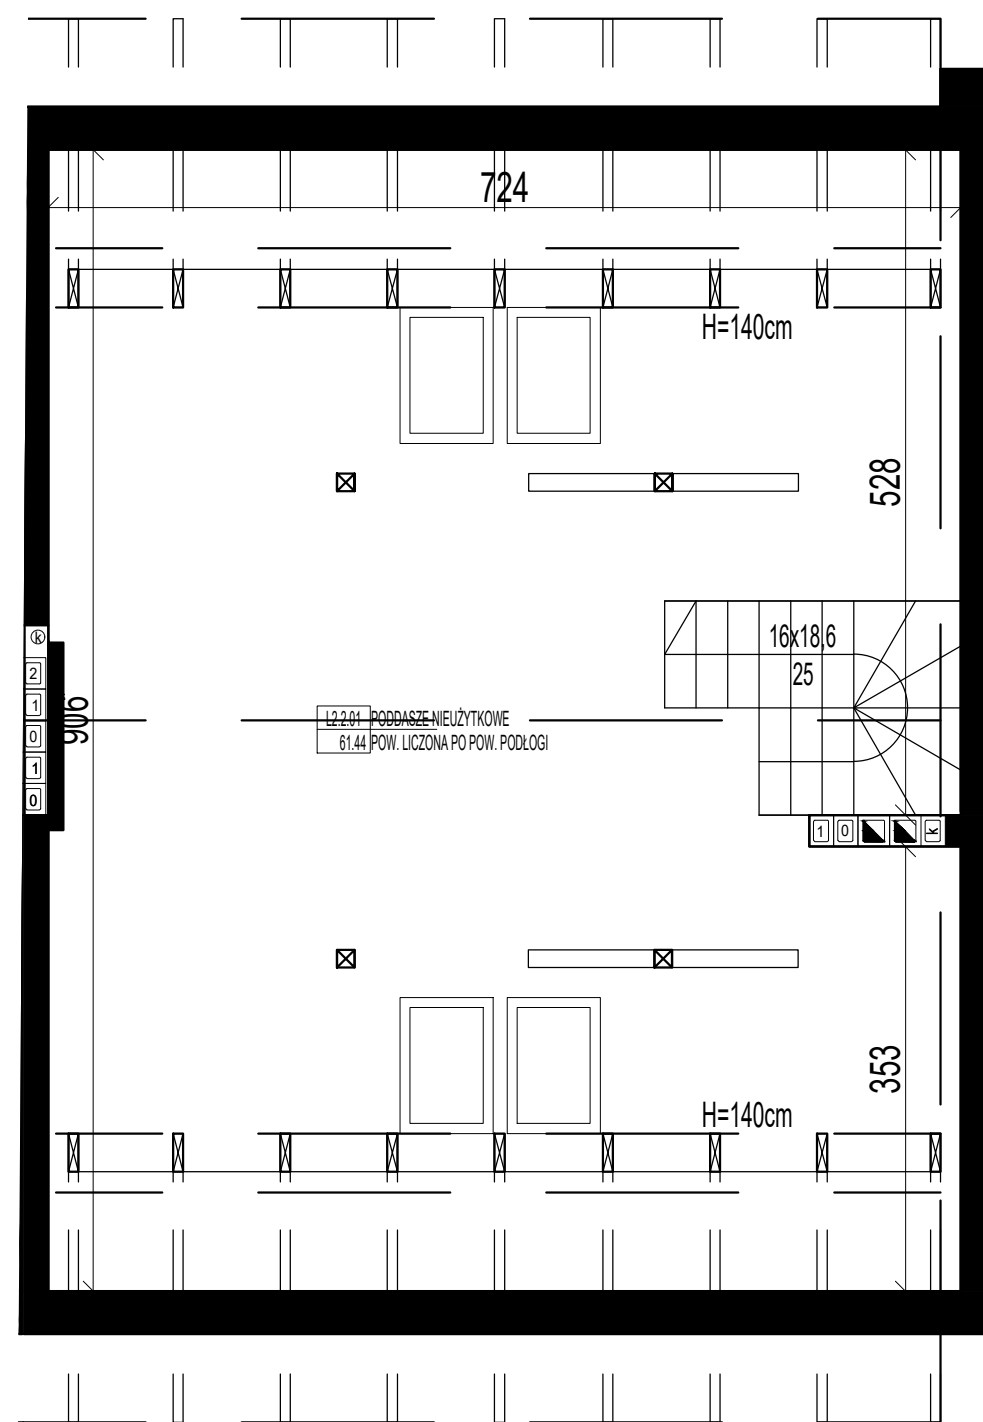 724
H=140cm
528
16x18,6
25
k
2
1
0
1
0
906
L2.2.01 PODDASZE NIEUŻYTKOWE
61.44 POW. LICZONA PO POW. PODŁOGI
1 0 k
353
H=140cm